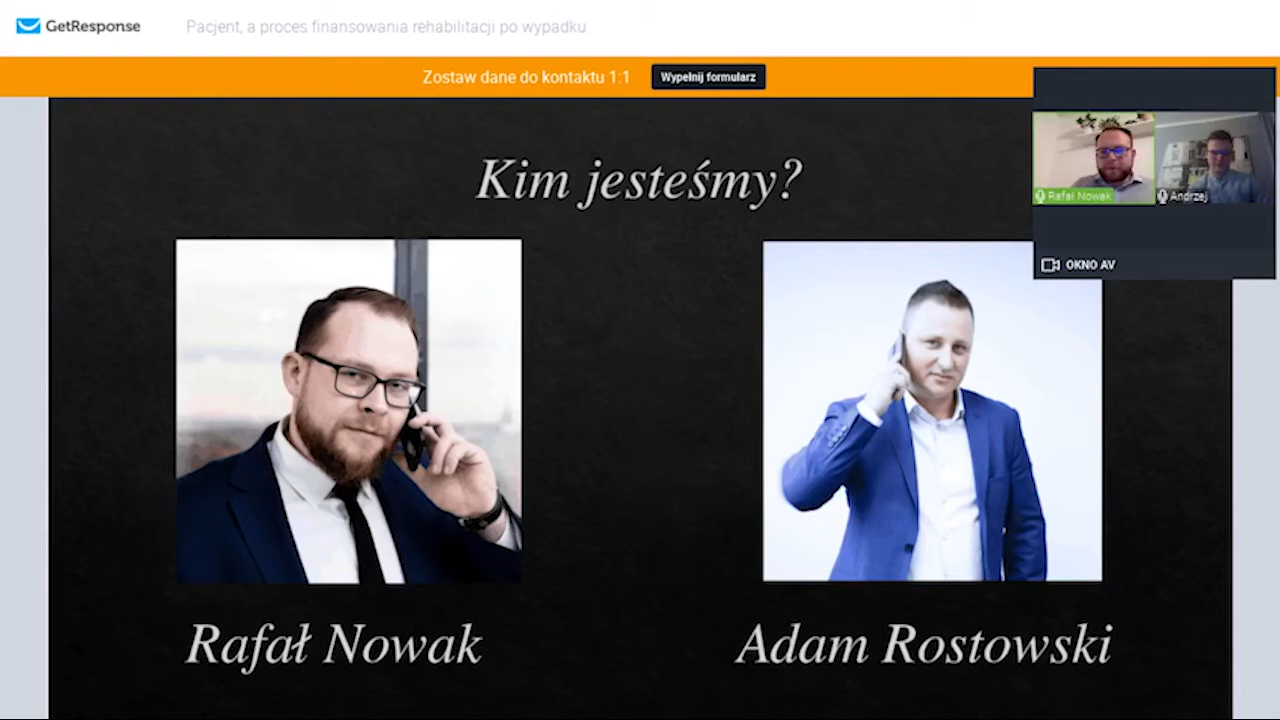 GetResponse
Pacjent, a proces finansowania rehabilitacji po wypadku
Zostaw dane do kontaktu 1:1
Wypełnij formularz
Kim jesteśmy?
Rafał Nowak
Andrzej
OKNO AV
Rafał Nowak
Adam Rostowski